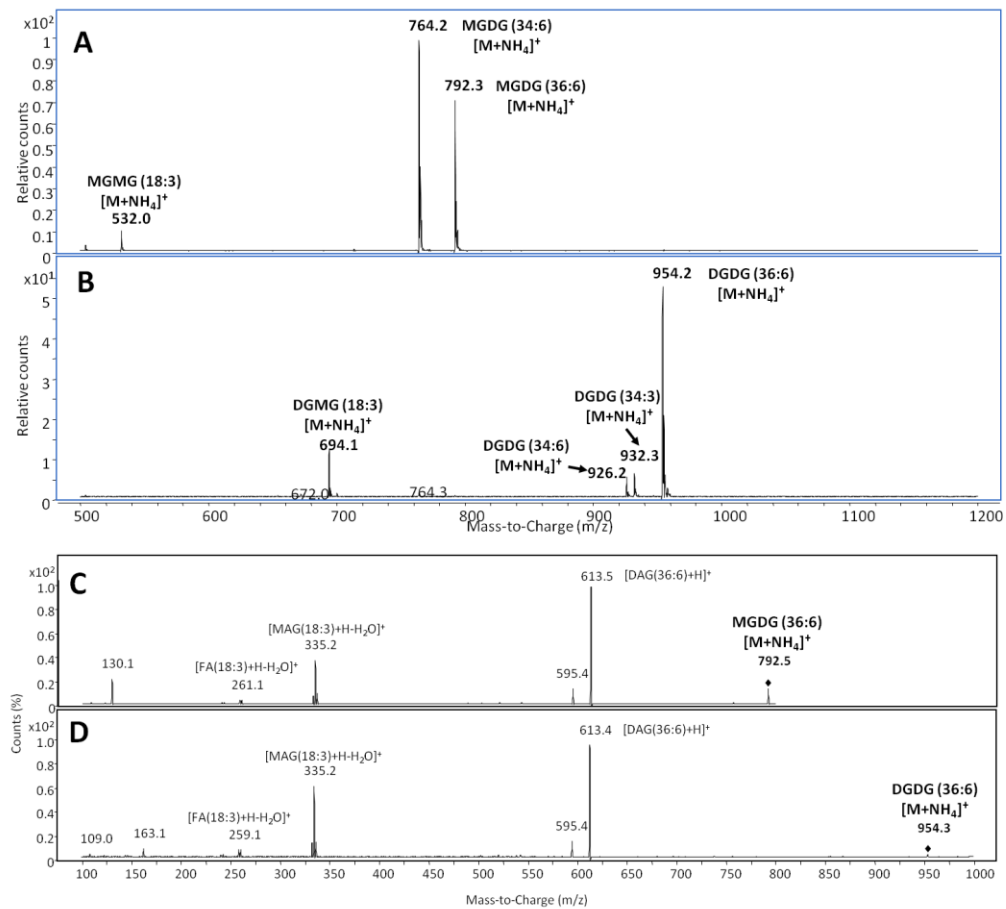 x10²
A
764.2 MGDG (34:6)
[M+NH₄]⁺
792.3 MGDG (36:6)
[M+NH₄]⁺
MGMG (18:3)
[M+NH₄]⁺
532.0
Relative counts
1
0.9
0.8
0.7
0.6
0.5
0.4
0.3
0.2
0.1
0
x10¹
B
954.2 DGDG (36:6)
[M+NH₄]⁺
DGMG (18:3)
[M+NH₄]⁺
694.1
DGDG (34:3)
[M+NH₄]⁺
932.3
DGDG (34:6)
[M+NH₄]⁺
926.2
672.0
764.3
Relative counts
5
4
3
2
1
0
500 600 700 800 900 1000 1100 1200
Mass-to-Charge (m/z)
x10²
C
613.5 [DAG(36:6)+H]⁺
MGDG (36:6)
[M+NH₄]⁺
792.5
[MAG(18:3)+H-H₂O]⁺
335.2
[FA(18:3)+H-H₂O]⁺
261.1
130.1
595.4
1.0
0.8
0.6
0.4
0.2
0
Counts (%)
x10²
D
613.4 [DAG(36:6)+H]⁺
[MAG(18:3)+H-H₂O]⁺
335.2
DGDG (36:6)
[M+NH₄]⁺
954.3
[FA(18:3)+H-H₂O]⁺
259.1
109.0
163.1
595.4
1.0
0.8
0.6
0.4
0.2
0
100 150 200 250 300 350 400 450 500 550 600 650 700 750 800 850 900 950 1000
Mass-to-Charge (m/z)